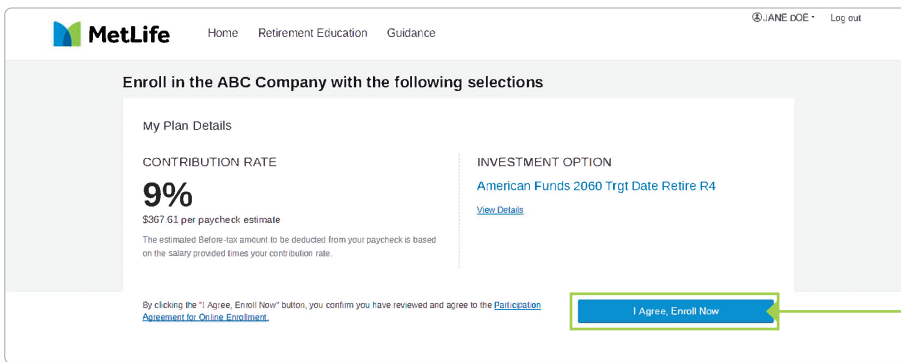 MetLife Home Retirement Education Guidance JANE DOE Log out
Enroll in the ABC Company with the following selections
My Plan Details
CONTRIBUTION RATE
9%
$367.61 per paycheck estimate
The estimated Before-tax amount to be deducted from your paycheck is based
on the salary provided times your contribution rate.
INVESTMENT OPTION
American Funds 2060 Trgt Date Retire R4
View Details
By clicking the "I Agree, Enroll Now" button, you confirm you have reviewed and agree to the Participation
Agreement for Online Enrollment.
I Agree, Enroll Now